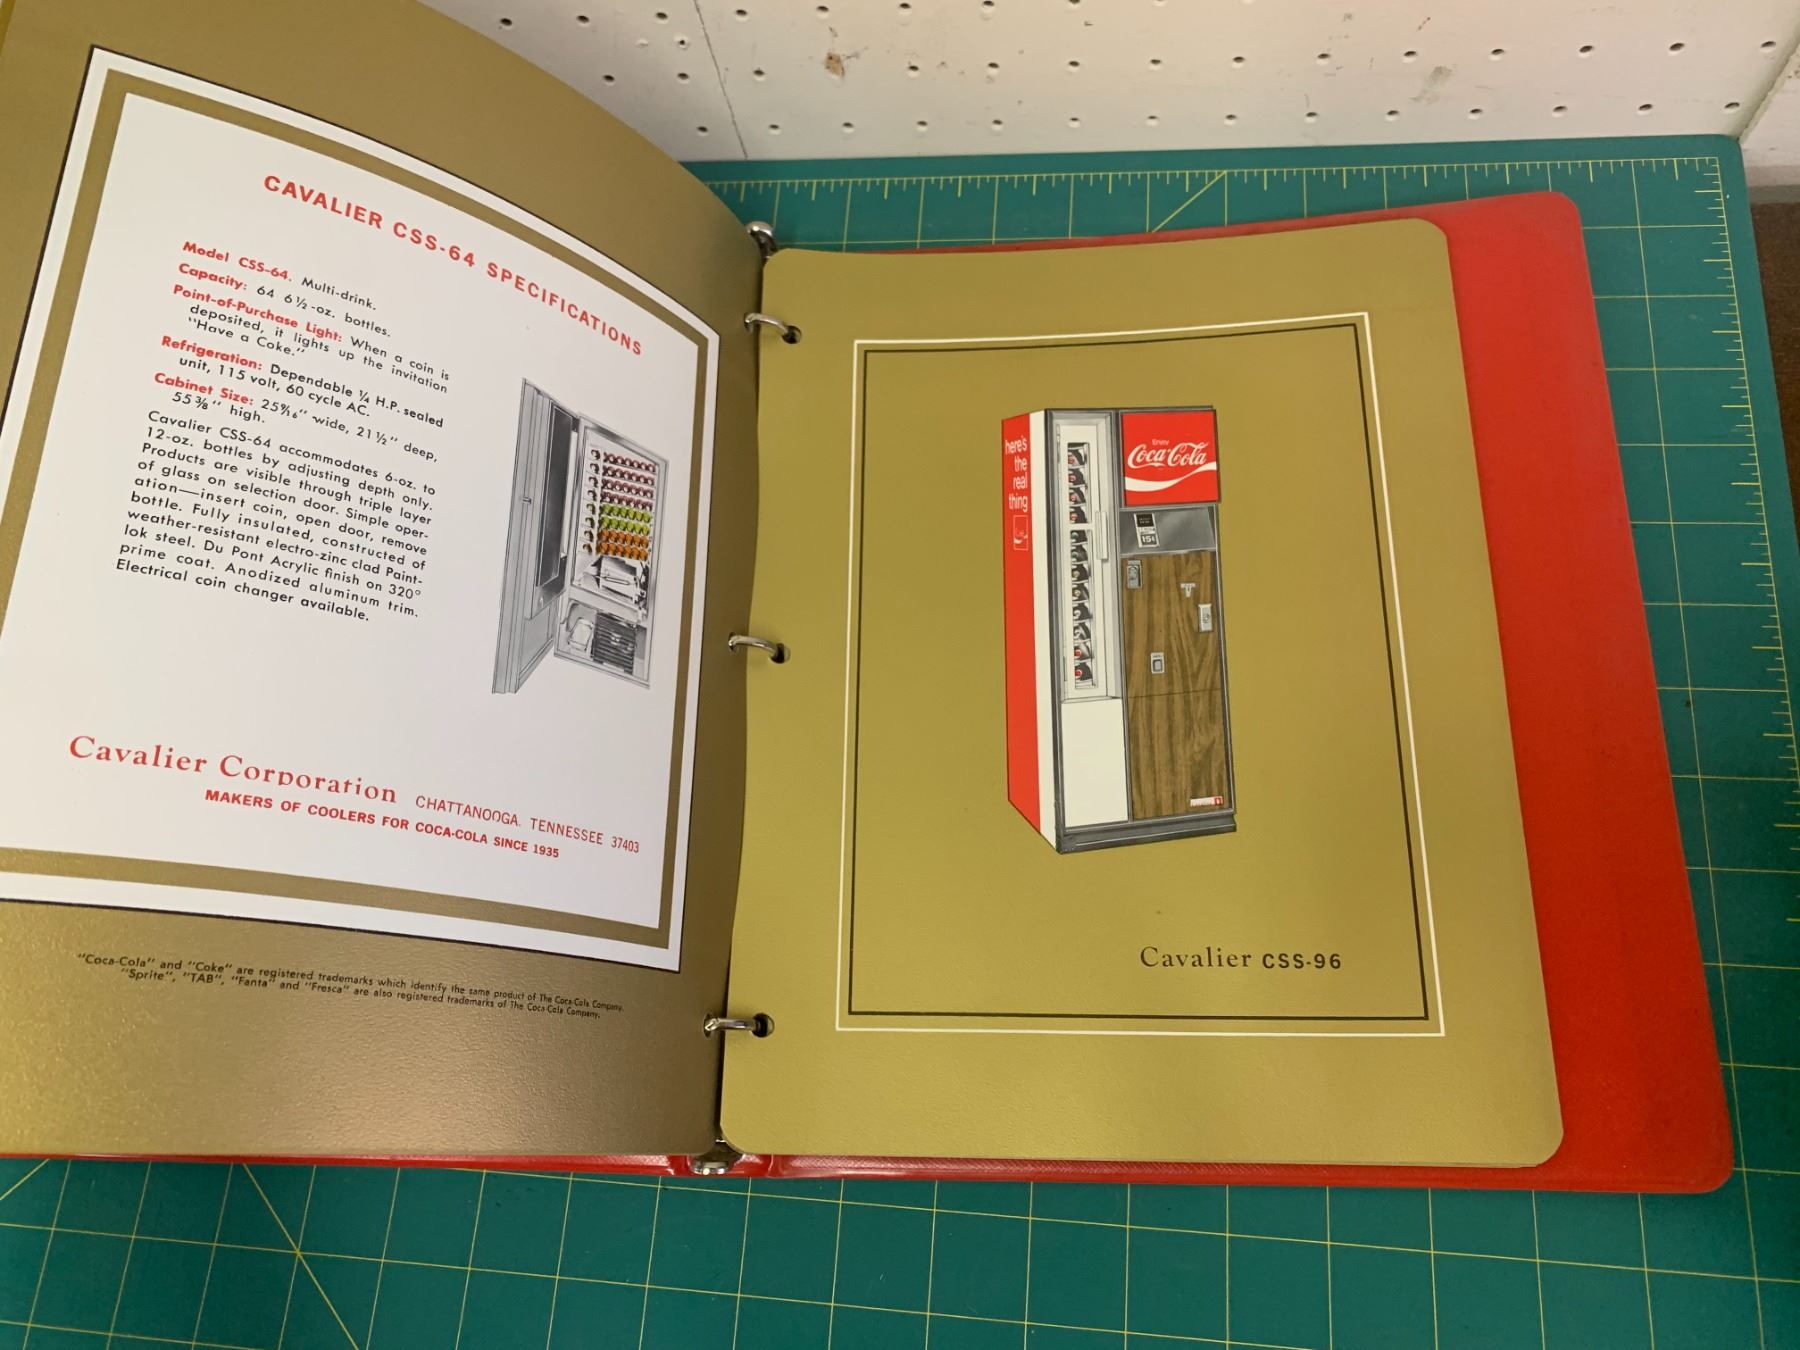 CAVALIER CSS-64 SPECIFICATIONS
Model CSS-64. Multi-drink.
Capacity: 64 6½-oz. bottles.
Point-of-Purchase Light: When a coin is
deposited, it lights up the invitation
"Have a Coke."
Refrigeration: Dependable ¼ H.P. sealed
unit, 115 volt, 60 cycle AC.
Cabinet Size: 25 9/16" wide, 21½" deep,
55⅜" high.
Cavalier CSS-64 accommodates 6-oz. to
12-oz. bottles by adjusting depth only.
Products are visible through triple layer
of glass on selection door. Simple oper-
ation—insert coin, open door, remove
bottle. Fully insulated, constructed of
weather-resistant electro-zinc clad Paint-
lok steel. Du Pont Acrylic finish on 320°
prime coat. Anodized aluminum trim.
Electrical coin changer available.
Cavalier Corporation CHATTANOOGA, TENNESSEE 37403
MAKERS OF COOLERS FOR COCA-COLA SINCE 1935
"Coca-Cola" and "Coke" are registered trademarks which identify the same product of The Coca-Cola Company.
"Sprite", "TAB", "Fanta" and "Fresca" are also registered trademarks of The Coca-Cola Company.
here's
the
real
thing
Enjoy
Coca-Cola
15¢
Cavalier CSS-96